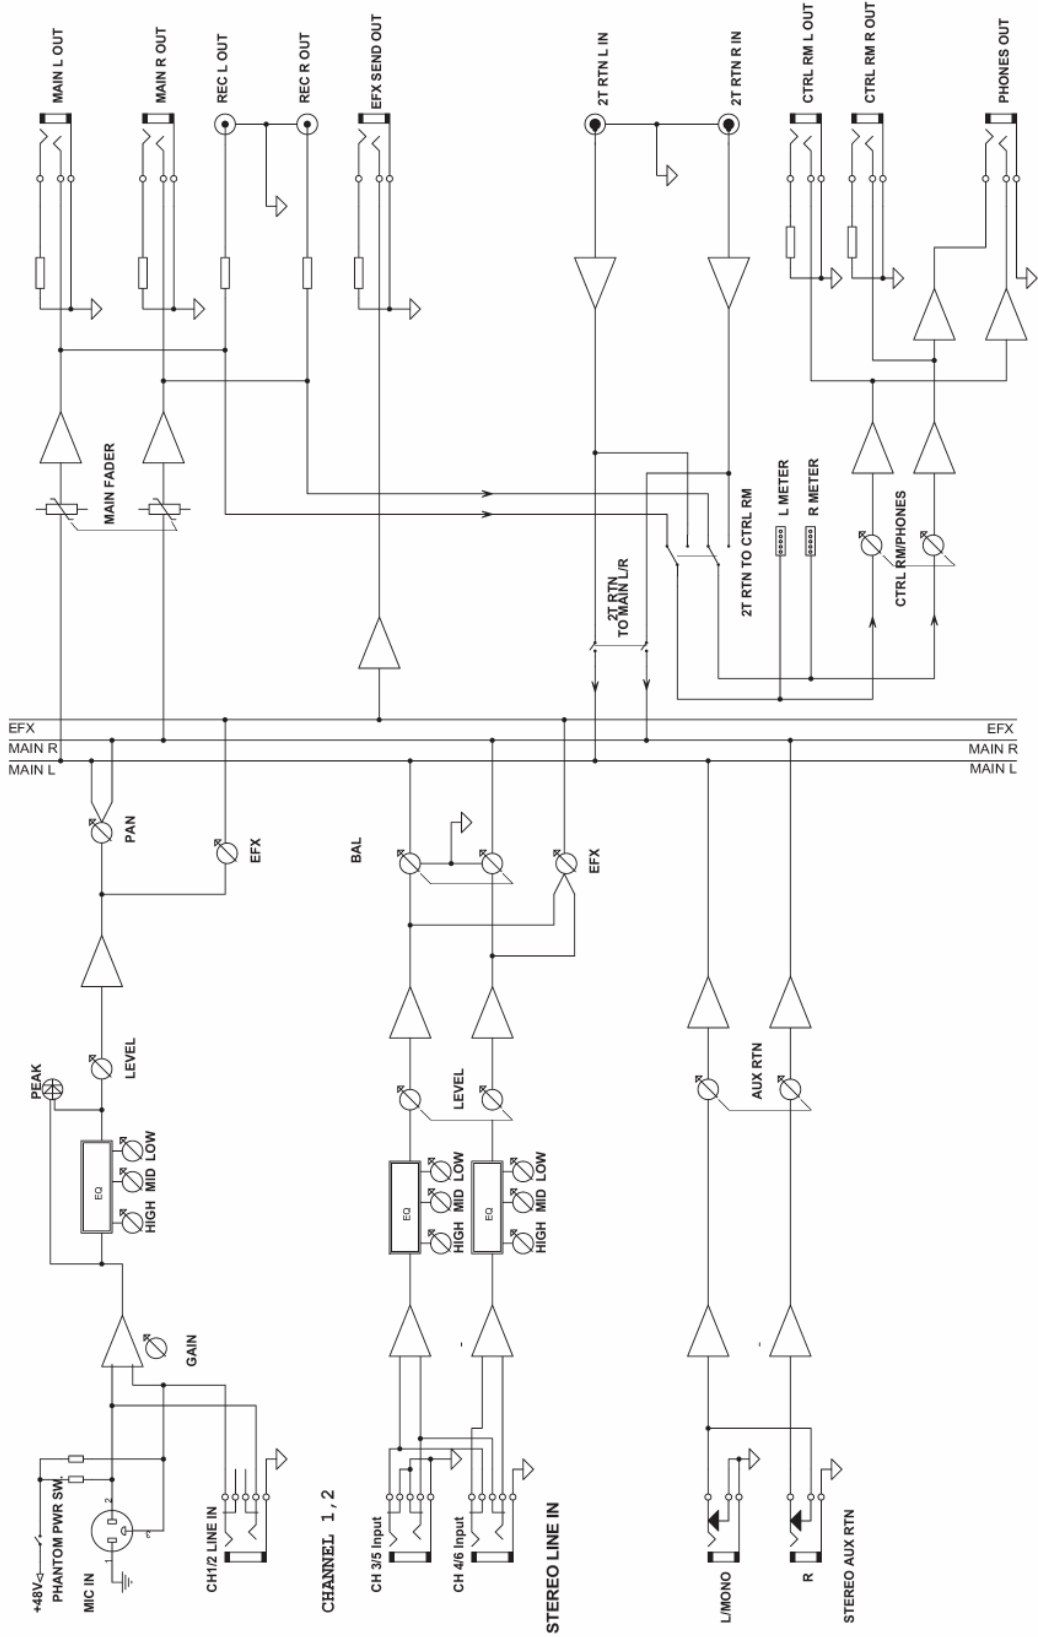 MAIN L OUT
MAIN R OUT
REC L OUT
REC R OUT
EFX SEND OUT
2T RTN L IN
2T RTN R IN
CTRL RM L OUT
CTRL RM R OUT
PHONES OUT
MAIN FADER
2T RTN
TO MAIN L/R
2T RTN TO CTRL RM
L METER
R METER
CTRL RM/PHONES
EFX
EFX
MAIN R
MAIN R
MAIN L
MAIN L
PAN
EFX
BAL
EFX
PEAK
LEVEL
LEVEL
AUX RTN
EQ
HIGH
MID
LOW
EQ
HIGH
MID
LOW
EQ
HIGH
MID
LOW
GAIN
+48V
PHANTOM PWR SW.
MIC IN
1
2
3
CH1/2 LINE IN
CHANNEL 1,2
CH 3/5 Input
CH 4/6 Input
STEREO LINE IN
L/MONO
R
STEREO AUX RTN